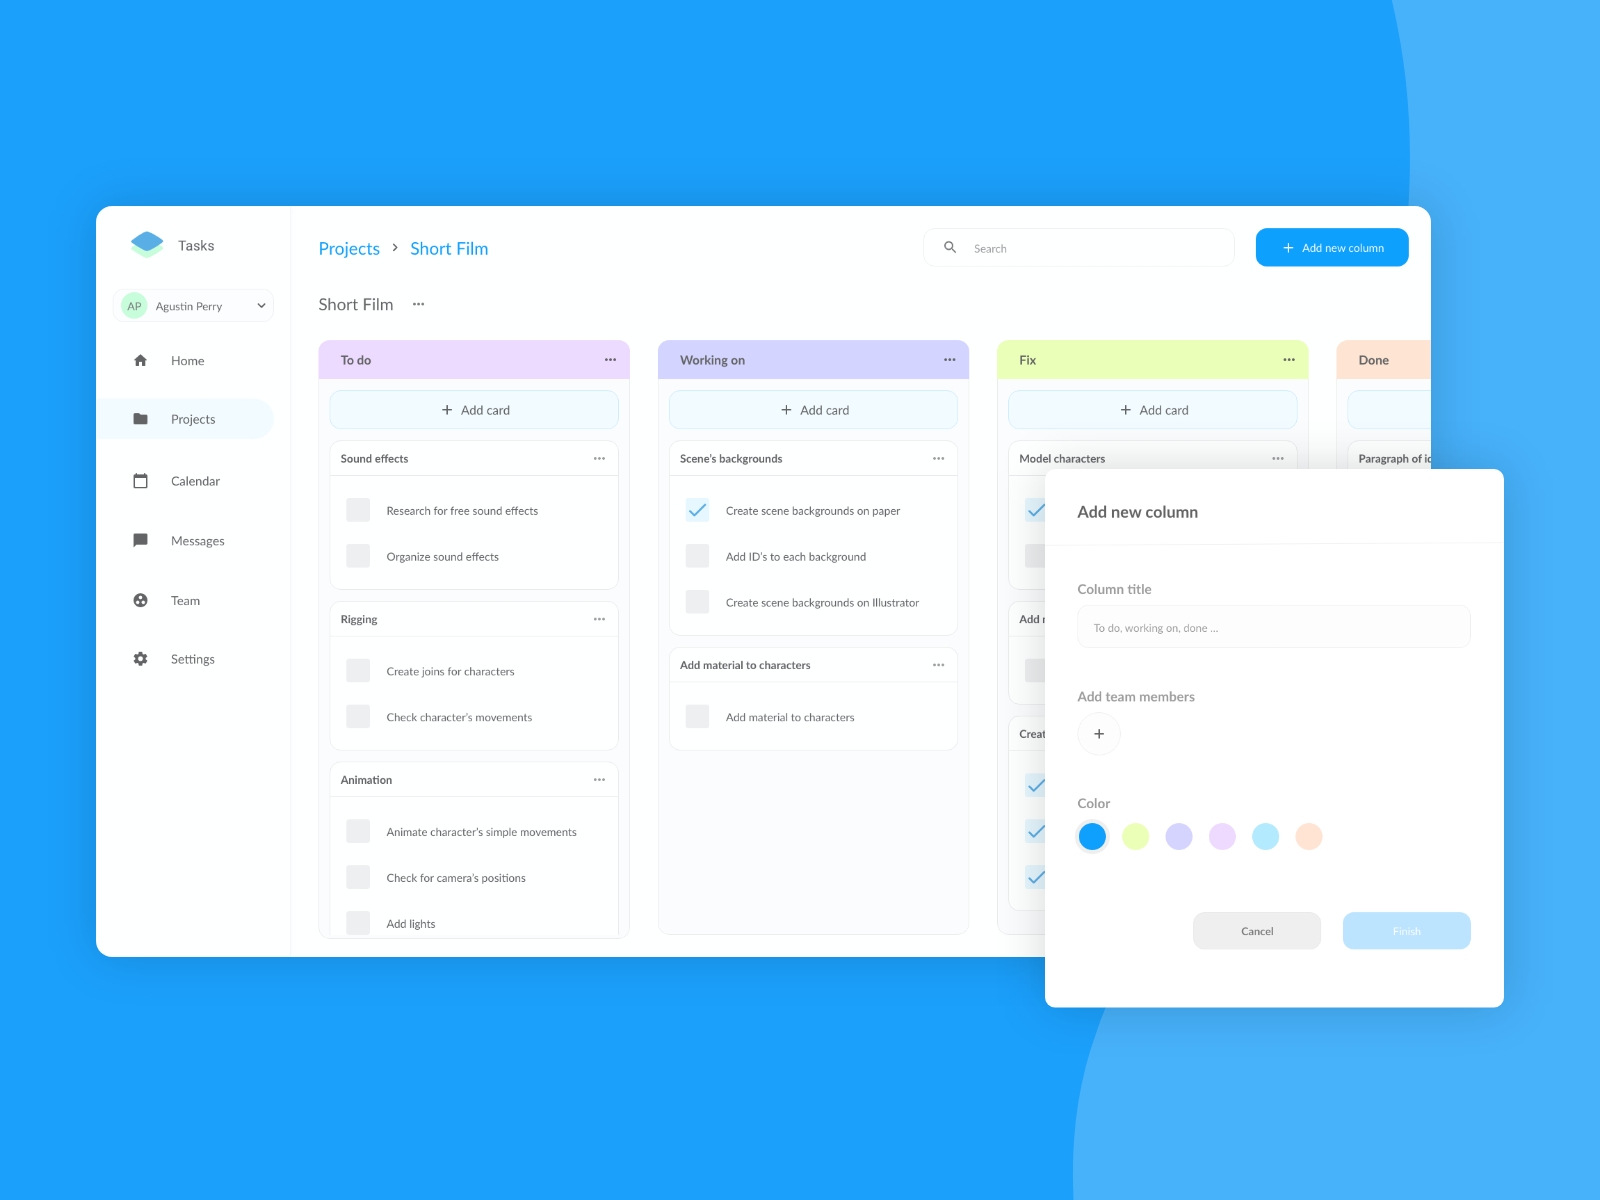 Tasks
AP Agustin Perry
Home
Projects
Calendar
Messages
Team
Settings
Projects > Short Film
Search
+ Add new column
Short Film
To do
+ Add card
Sound effects
Research for free sound effects
Organize sound effects
Rigging
Create joins for characters
Check character's movements
Animation
Animate character's simple movements
Check for camera's positions
Add lights
Working on
+ Add card
Scene's backgrounds
Create scene backgrounds on paper
Add ID's to each background
Create scene backgrounds on Illustrator
Add material to characters
Add material to characters
Fix
+ Add card
Model characters
Add
Done
Paragraph of
Add new column
Column title
To do, working on, done ...
Add team members
+
Color
Cancel
Finish